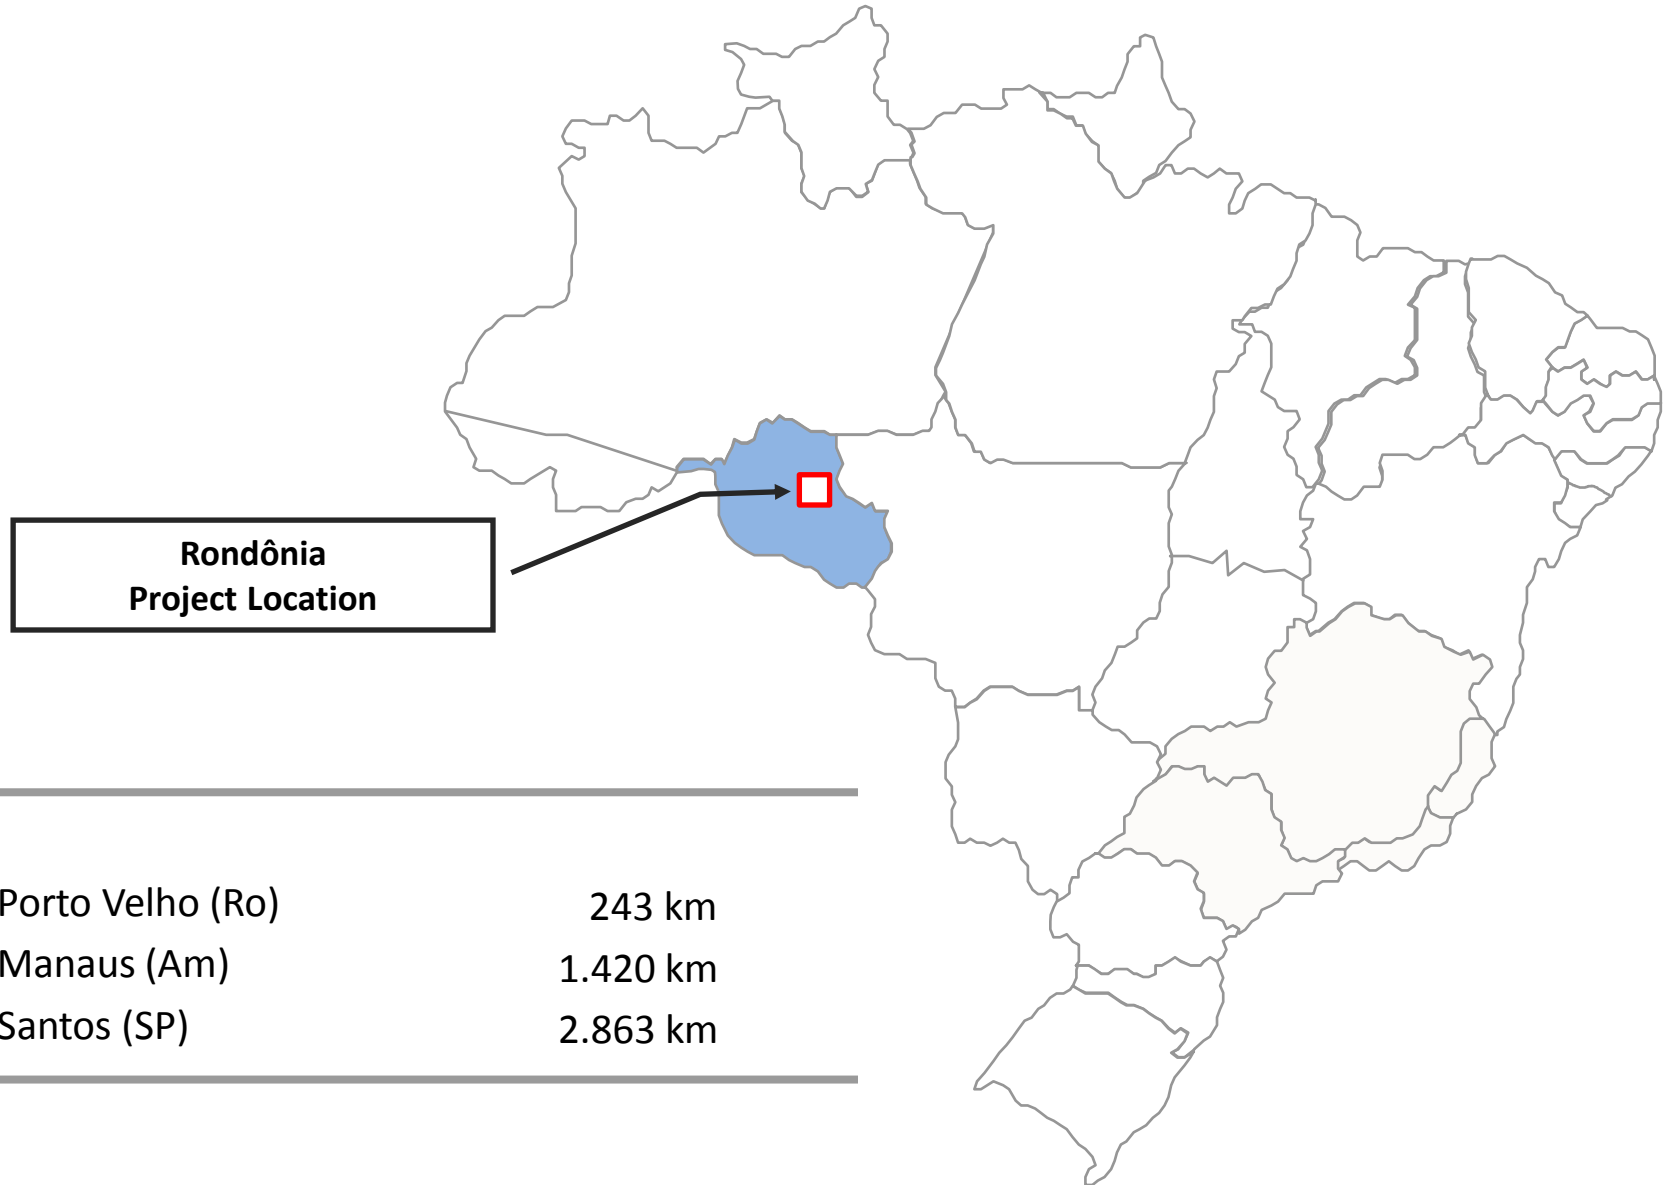 Rondônia
Project Location
Porto Velho (Ro) 243 km
Manaus (Am) 1.420 km
Santos (SP) 2.863 km